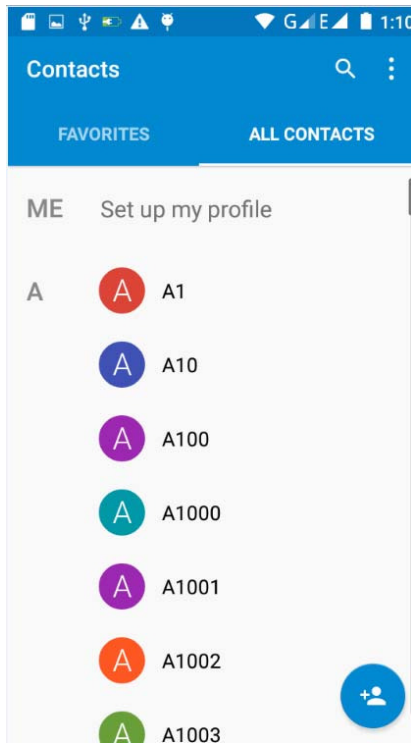 G E 1:10
Contacts
FAVORITES ALL CONTACTS
ME Set up my profile
A A A1
A A10
A A100
A A1000
A A1001
A A1002
A A1003